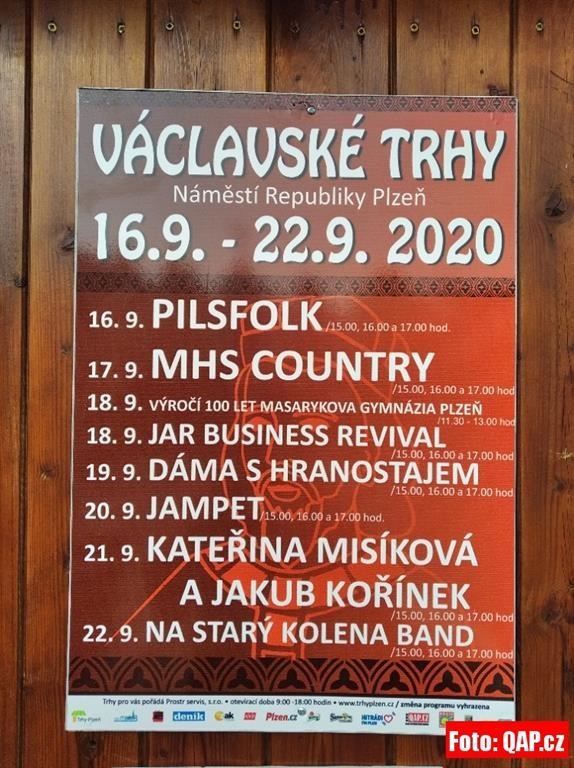 VÁCLAVSKÉ TRHY
Náměstí Republiky Plzeň
16.9. - 22.9. 2020
16. 9. PILSFOLK /15.00, 16.00 a 17.00 hod.
17. 9. MHS COUNTRY
/15.00, 16.00 a 17.00 hod
18. 9. VÝROČÍ 100 LET MASARYKOVA GYMNÁZIA PLZEŇ
/11.30 - 13.00 hod
18. 9. JAR BUSINESS REVIVAL
/15.00, 16.00 a 17.00 hod
19. 9. DÁMA S HRANOSTAJEM
/15.00, 16.00 a 17.00 hod
20. 9. JAMPET /15.00, 16.00 a 17.00 hod.
21. 9. KATEŘINA MISÍKOVÁ
A JAKUB KOŘÍNEK
/15.00, 16.00 a 17.00 hod
22. 9. NA STARÝ KOLENA BAND
/15.00, 16.00 a 17.00 hod
Trhy pro vás pořádá Prostr servis, s.r.o. • otevírací doba 9:00 -18:00 hodin • www.trhyplzen.cz / změna programu vyhrazena
Trhy Plzeň deník ak Plzen.cz HITRÁDIO QAP.CZ
Foto: QAP.cz